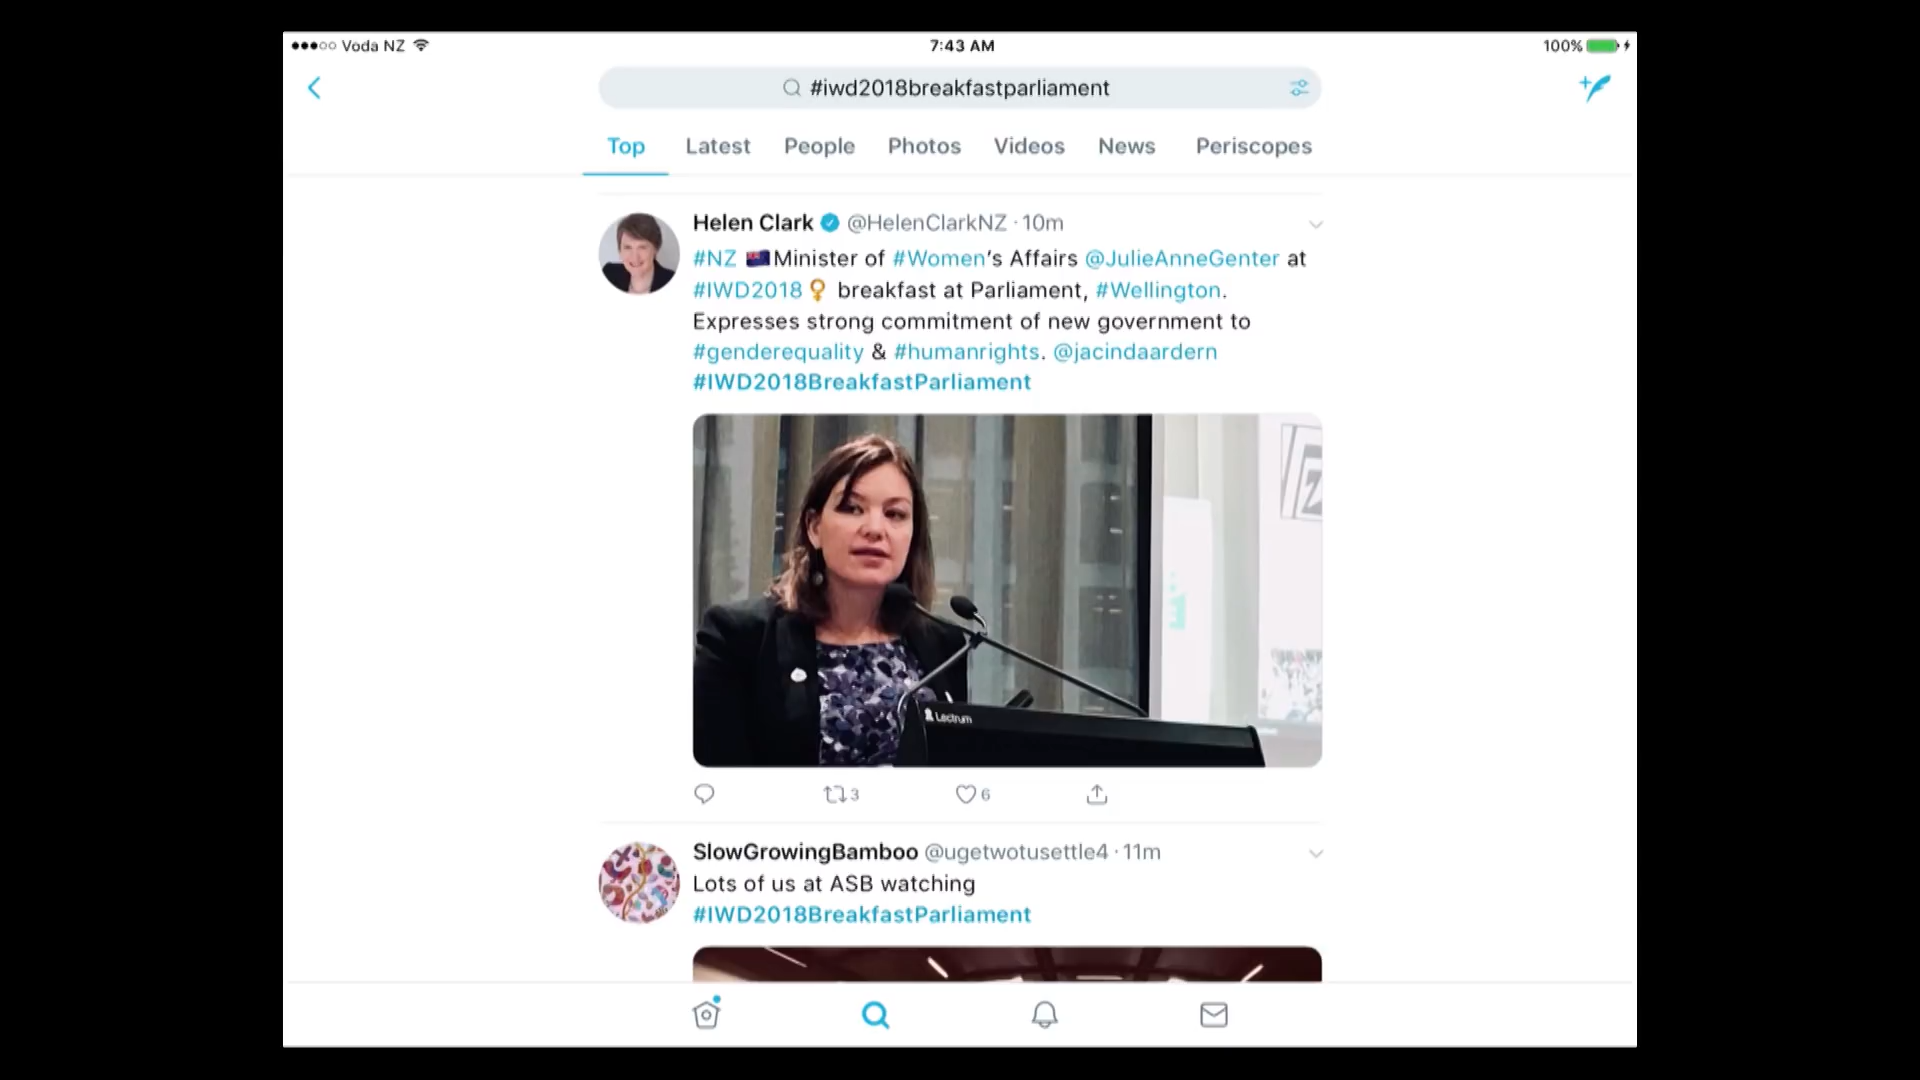 Voda NZ 7:43 AM 100%
#iwd2018breakfastparliament
Top Latest People Photos Videos News Periscopes
Helen Clark @HelenClarkNZ · 10m
#NZ 🇳🇿Minister of #Women's Affairs @JulieAnneGenter at
#IWD2018♀ breakfast at Parliament, #Wellington.
Expresses strong commitment of new government to
#genderequality & #humanrights. @jacindaardern
#IWD2018BreakfastParliament
Lectrum
3 6
SlowGrowingBamboo @ugetwotusettle4 · 11m
Lots of us at ASB watching
#IWD2018BreakfastParliament